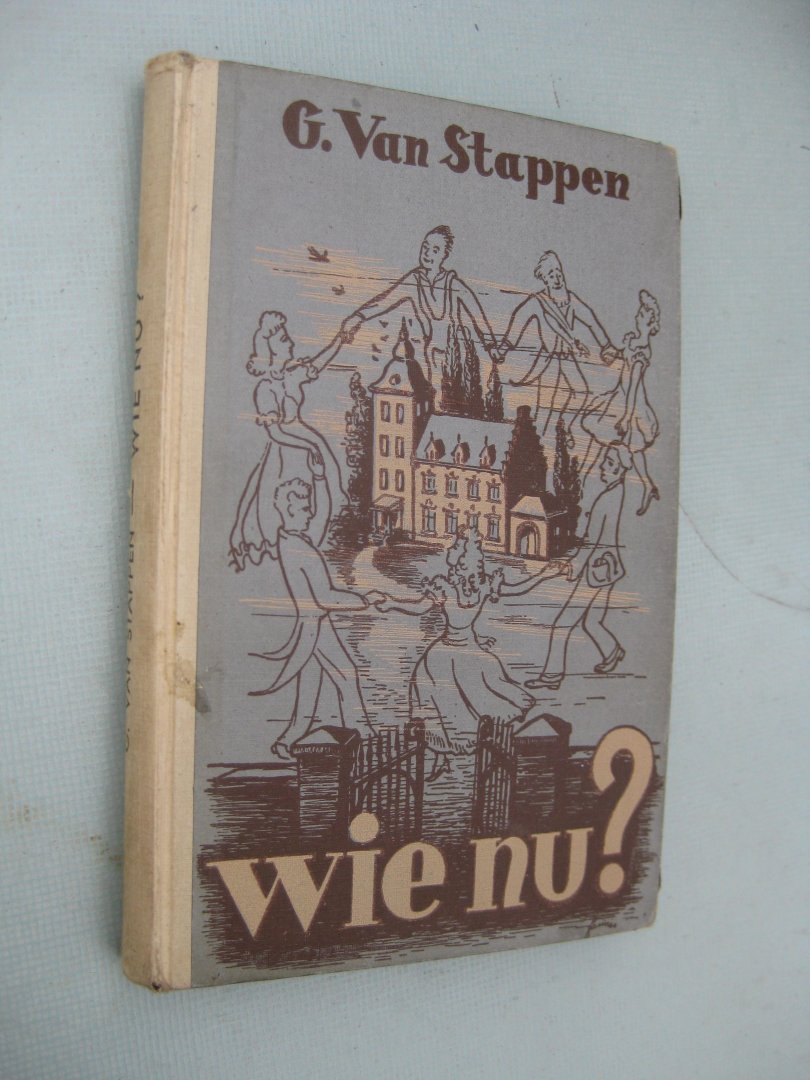 G. Van Stappen
wie nu?
G. VAN STAPPEN — WIE NU ?